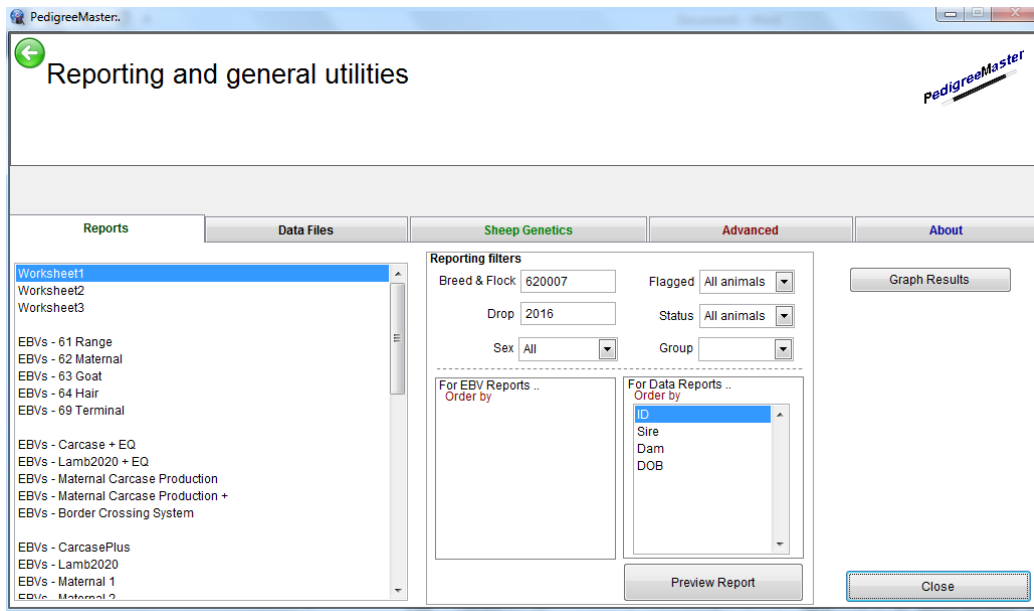 PedigreeMaster:.
Reporting and general utilities
PedigreeMaster
Reports
Data Files
Sheep Genetics
Advanced
About
Worksheet1
Worksheet2
Worksheet3
EBVs - 61 Range
EBVs - 62 Maternal
EBVs - 63 Goat
EBVs - 64 Hair
EBVs - 69 Terminal
EBVs - Carcase + EQ
EBVs - Lamb2020 + EQ
EBVs - Maternal Carcase Production
EBVs - Maternal Carcase Production +
EBVs - Border Crossing System
EBVs - CarcasePlus
EBVs - Lamb2020
EBVs - Maternal 1
EBVs - Maternal 2
Reporting filters
Breed & Flock 620007
Flagged All animals
Drop 2016
Status All animals
Sex All
Group
For EBV Reports ..
Order by
For Data Reports ..
Order by
ID
Sire
Dam
DOB
Preview Report
Graph Results
Close